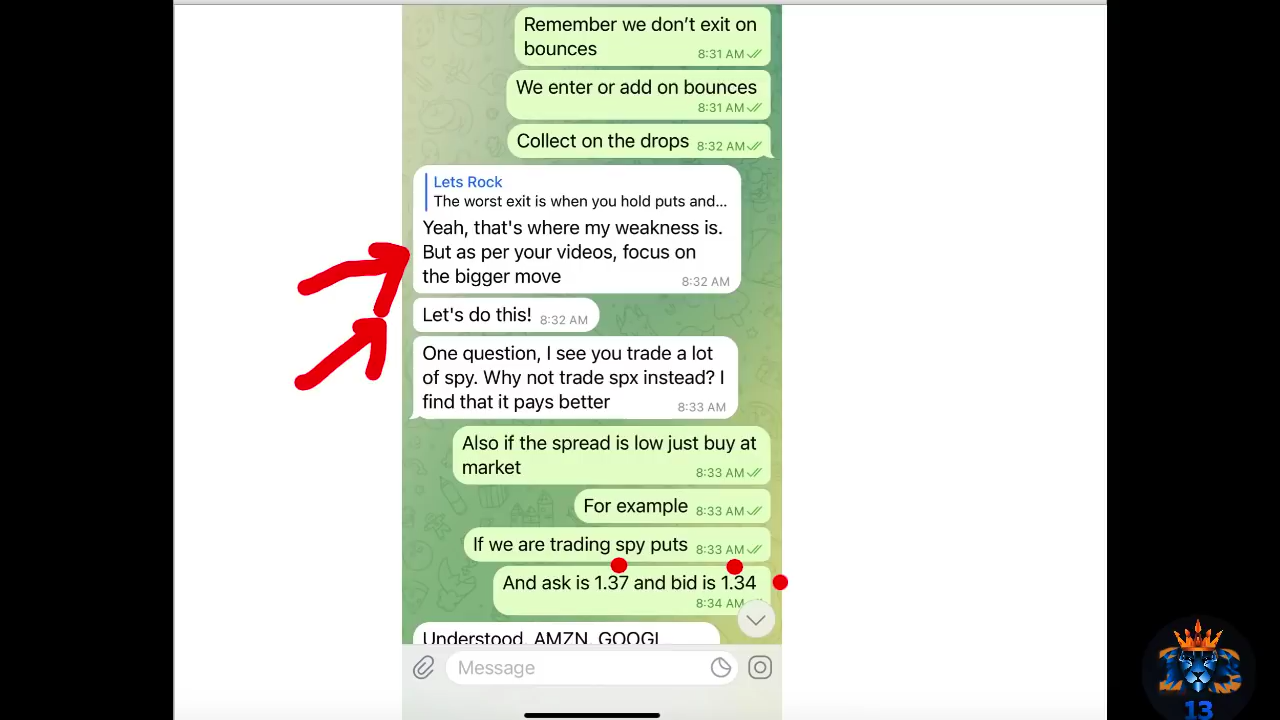 Remember we don’t exit on
bounces
8:31 AM
We enter or add on bounces
8:31 AM
Collect on the drops 8:32 AM
Lets Rock
The worst exit is when you hold puts and...
Yeah, that's where my weakness is.
But as per your videos, focus on
the bigger move 8:32 AM
Let's do this! 8:32 AM
One question, I see you trade a lot
of spy. Why not trade spx instead? I
find that it pays better 8:33 AM
Also if the spread is low just buy at
market 8:33 AM
For example 8:33 AM
If we are trading spy puts 8:33 AM
And ask is 1.37 and bid is 1.34
8:34 AM
Understood. AMZN. GOOGL
Message
13